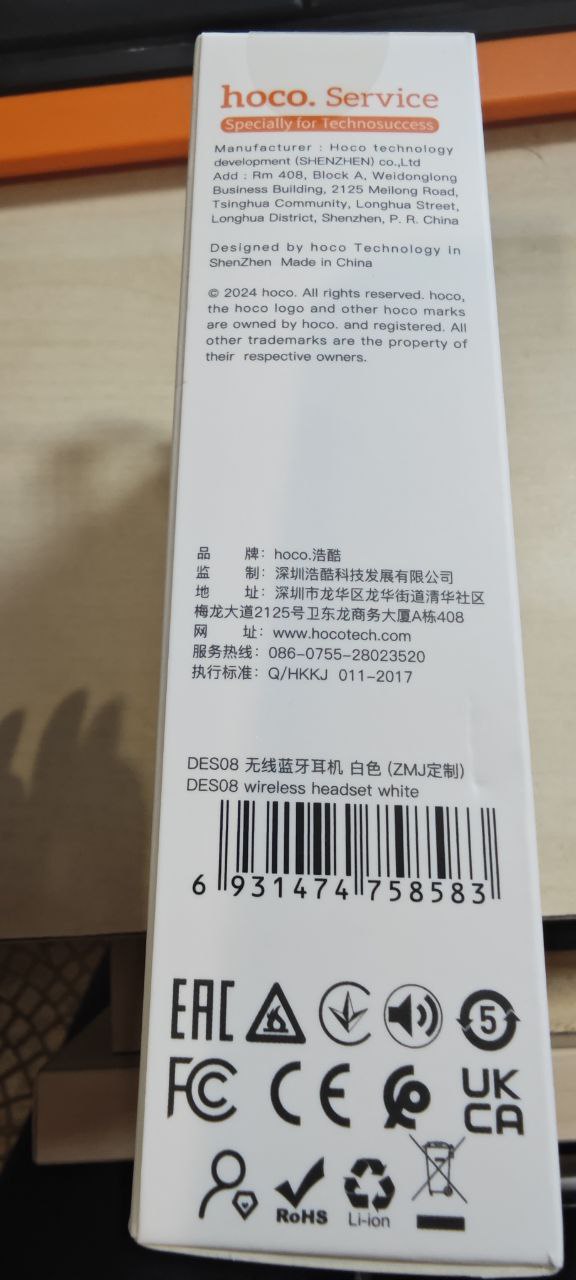 hoco. Service
Specially for Technosuccess
Manufacturer : Hoco technology
development (SHENZHEN) co.,Ltd
Add : Rm 408, Block A, Weidonglong
Business Building, 2125 Meilong Road,
Tsinghua Community, Longhua Street,
Longhua District, Shenzhen, P. R. China
Designed by hoco Technology in
ShenZhen Made in China
© 2024 hoco. All rights reserved. hoco,
the hoco logo and other hoco marks
are owned by hoco. and registered. All
other trademarks are the property of
their respective owners.
品 牌: hoco.浩酷
监 制: 深圳浩酷科技发展有限公司
地 址: 深圳市龙华区龙华街道清华社区
梅龙大道2125号卫东龙商务大厦A栋408
网 址: www.hocotech.com
服务热线: 086-0755-28023520
执行标准: Q/HKKJ 011-2017
DES08 无线蓝牙耳机 白色 (ZMJ定制)
DES08 wireless headset white
6 931474 758583
EAC
5
FC CE UK
CA
RoHS Li-ion